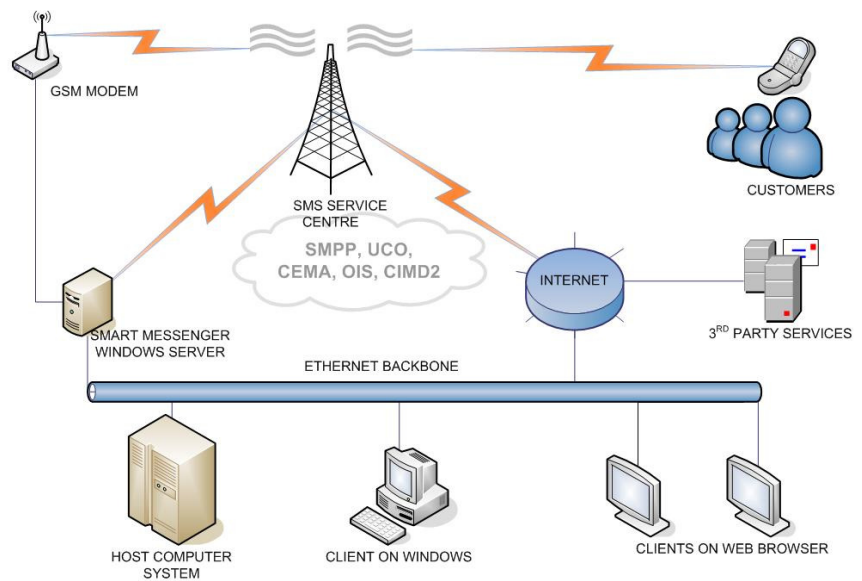 GSM MODEM
CUSTOMERS
SMS SERVICE
CENTRE
SMPP, UCO,
CEMA, OIS, CIMD2
INTERNET
SMART MESSENGER
WINDOWS SERVER
3RD PARTY SERVICES
ETHERNET BACKBONE
HOST COMPUTER
SYSTEM
CLIENT ON WINDOWS
CLIENTS ON WEB BROWSER